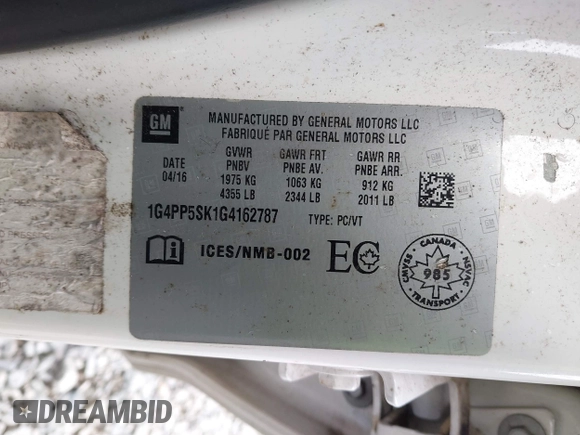 GM
MANUFACTURED BY GENERAL MOTORS LLC
FABRIQUÉ PAR GENERAL MOTORS LLC
DATE GVWR GAWR FRT GAWR RR
04/16 PNBV PNBE AV. PNBE ARR.
1975 KG 1063 KG 912 KG
4355 LB 2344 LB 2011 LB
1G4PP5SK1G4162787 TYPE: PC/VT
ICES/NMB-002 EC
CANADA
CMVSS 985 NSVAC
TRANSPORT
DREAMBID